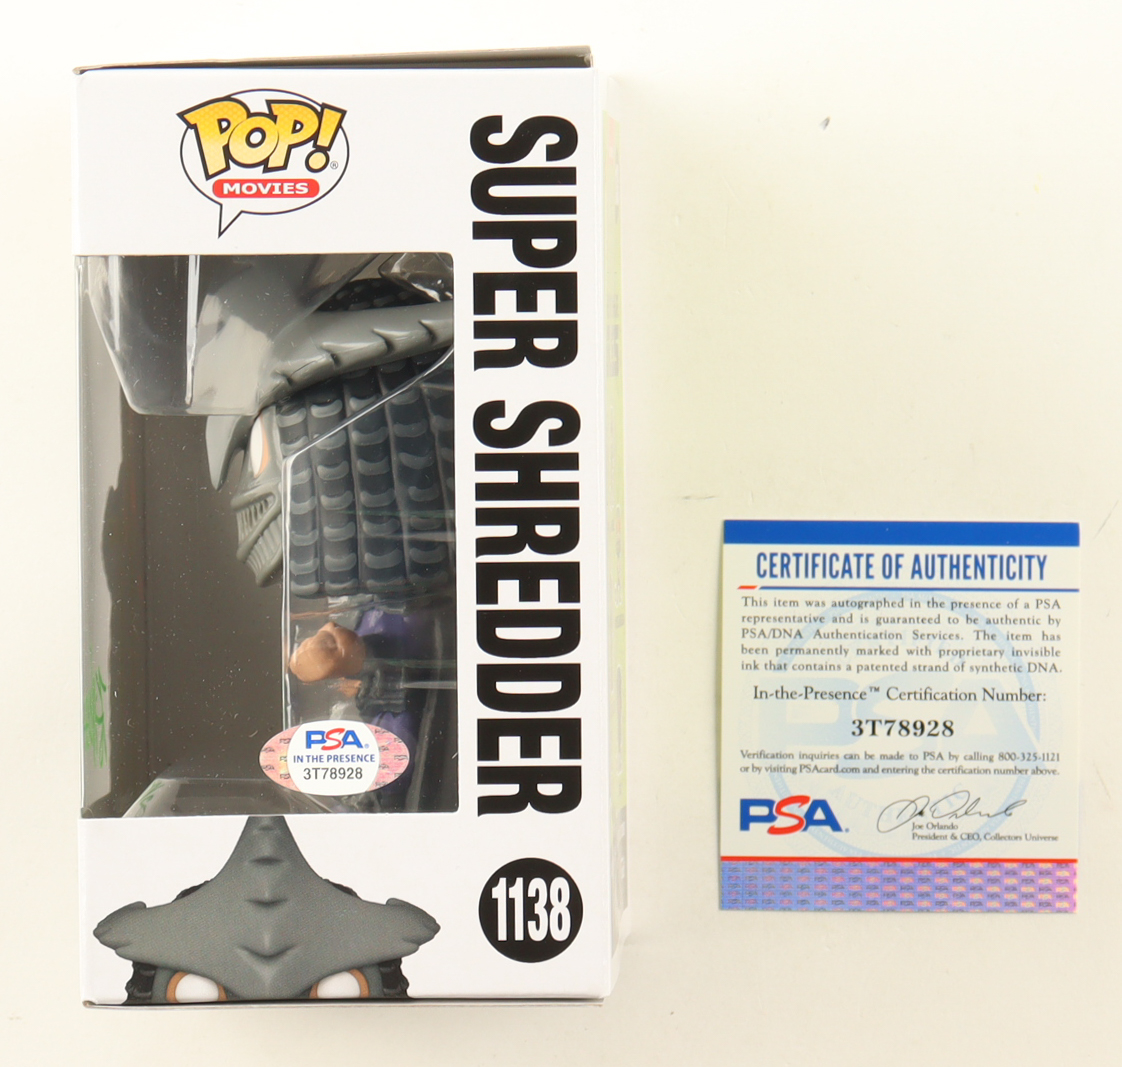 POP!®
MOVIES
SUPER SHREDDER
PSA®
IN THE PRESENCE
3T78928
1138
CERTIFICATE OF AUTHENTICITY
This item was autographed in the presence of a PSA
representative and is guaranteed to be authentic by
PSA/DNA Authentication Services. The item has
been permanently marked with proprietary invisible
ink that contains a patented strand of synthetic DNA.
In-the-Presence™ Certification Number:
3T78928
Verification inquiries can be made to PSA by calling 800-325-1121
or by visiting PSAcard.com and entering the certification number above.
PSA®
Joe Orlando
President & CEO, Collectors Universe